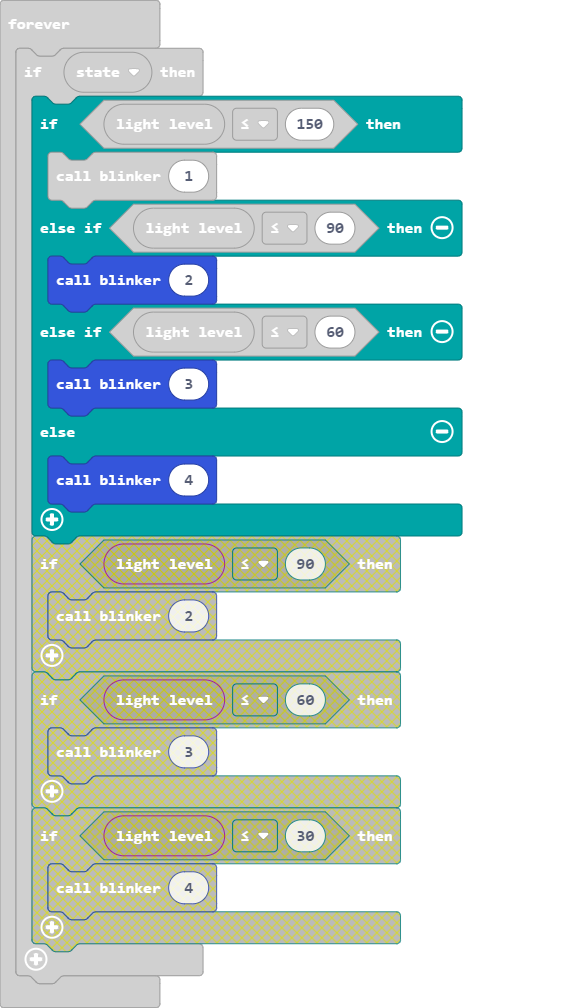 forever
if state then
if light level ≤ 150 then
call blinker 1
else if light level ≤ 90 then
call blinker 2
else if light level ≤ 60 then
call blinker 3
else
call blinker 4
if light level ≤ 90 then
call blinker 2
if light level ≤ 60 then
call blinker 3
if light level ≤ 30 then
call blinker 4